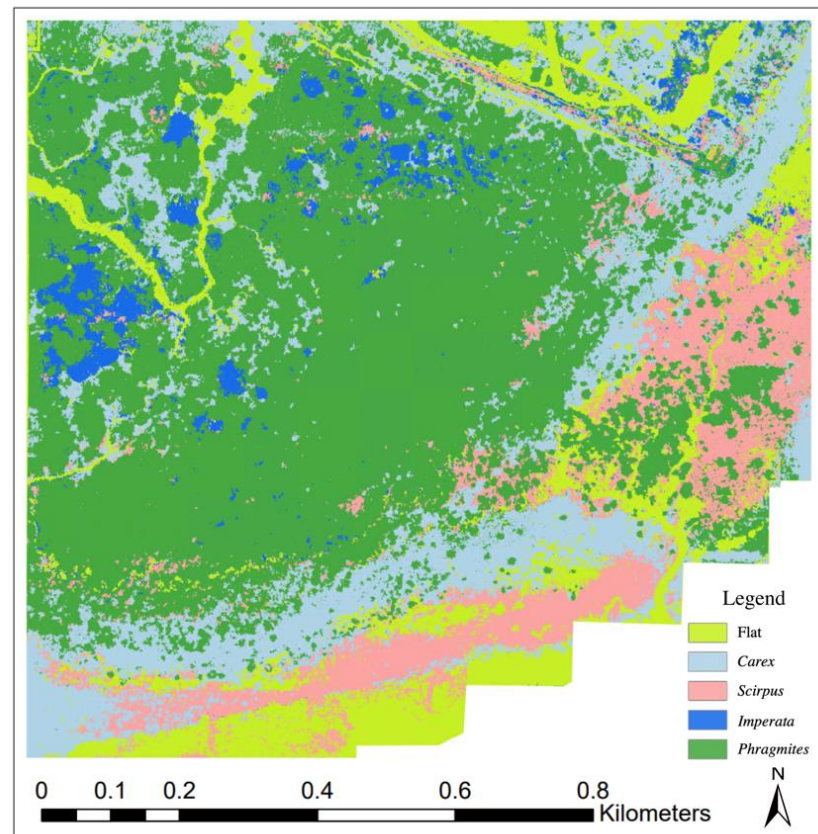 Legend
Flat
Carex
Scirpus
Imperata
Phragmites
N
0 0.1 0.2 0.4 0.6 0.8
Kilometers